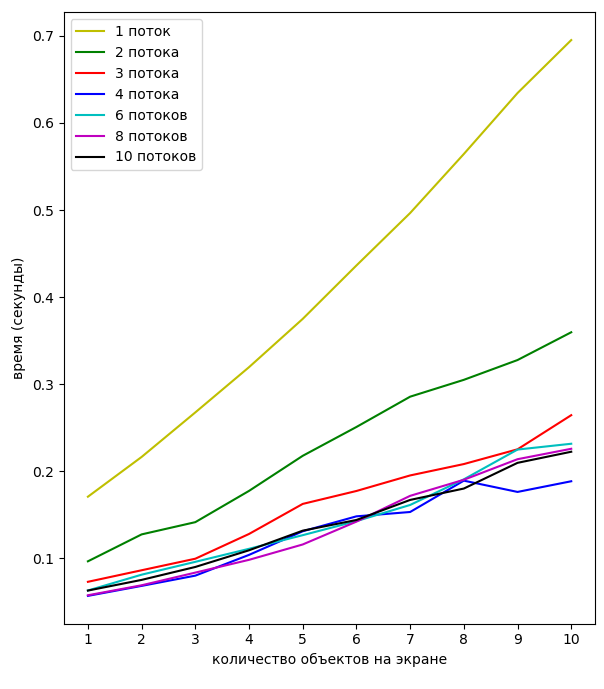 1 поток
2 потока
3 потока
4 потока
6 потоков
8 потоков
10 потоков
время (секунды)
0.7
0.6
0.5
0.4
0.3
0.2
0.1
1 2 3 4 5 6 7 8 9 10
количество объектов на экране